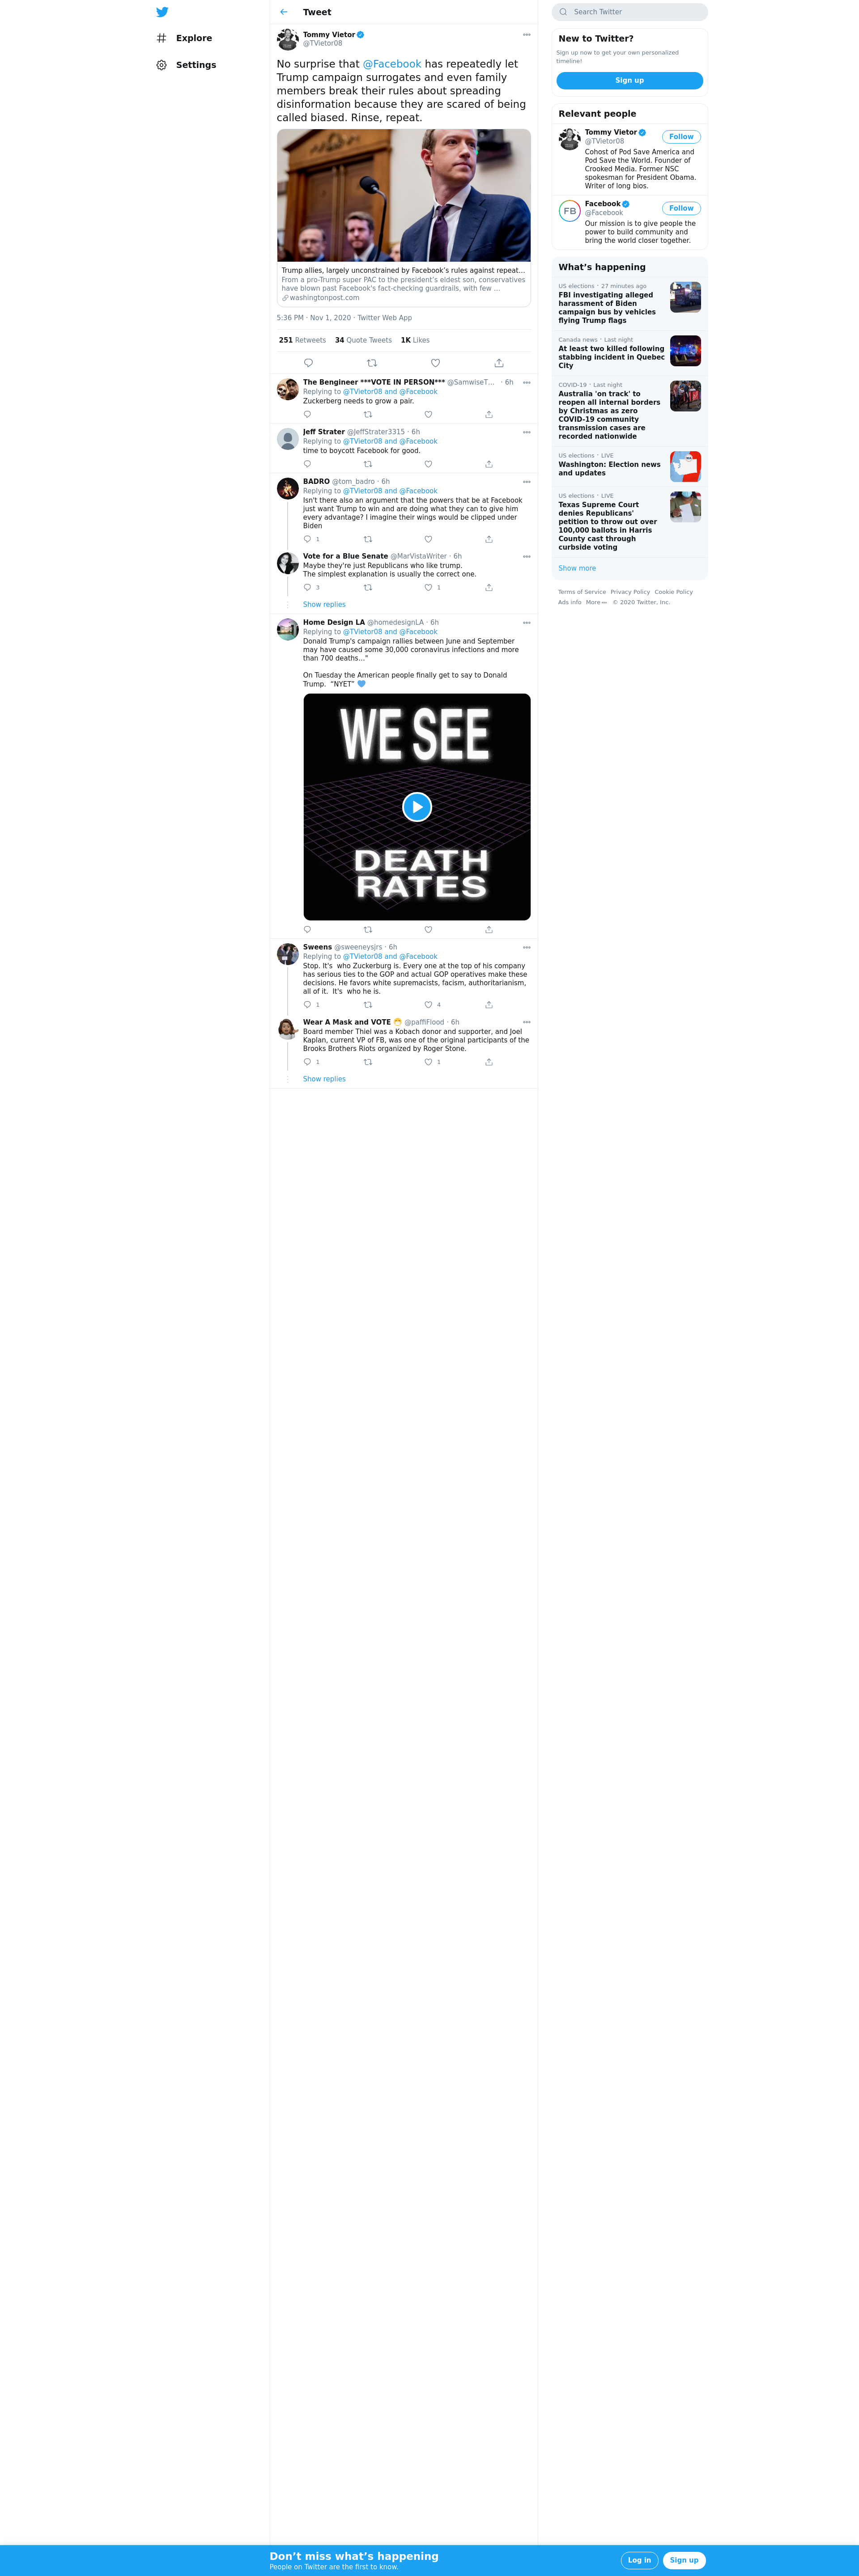 Explore
Settings
Tweet
Tommy Vietor
@TVietor08
No surprise that @Facebook has repeatedly let
Trump campaign surrogates and even family
members break their rules about spreading
disinformation because they are scared of being
called biased. Rinse, repeat.
Trump allies, largely unconstrained by Facebook's rules against repeat...
From a pro-Trump super PAC to the president's eldest son, conservatives
have blown past Facebook's fact-checking guardrails, with few ...
washingtonpost.com
5:36 PM · Nov 1, 2020 · Twitter Web App
251 Retweets 34 Quote Tweets 1K Likes
The Bengineer ***VOTE IN PERSON*** @SamwiseT... · 6h
Replying to @TVietor08 and @Facebook
Zuckerberg needs to grow a pair.
Jeff Strater @JeffStrater3315 · 6h
Replying to @TVietor08 and @Facebook
time to boycott Facebook for good.
BADRO @tom_badro · 6h
Replying to @TVietor08 and @Facebook
Isn't there also an argument that the powers that be at Facebook
just want Trump to win and are doing what they can to give him
every advantage? I imagine their wings would be clipped under
Biden
1
Vote for a Blue Senate @MarVistaWriter · 6h
Maybe they're just Republicans who like trump.
The simplest explanation is usually the correct one.
3 1
Show replies
Home Design LA @homedesignLA · 6h
Replying to @TVietor08 and @Facebook
Donald Trump's campaign rallies between June and September
may have caused some 30,000 coronavirus infections and more
than 700 deaths..."
On Tuesday the American people finally get to say to Donald
Trump. "NYET" 💙
WE SEE
DEATH
RATES
Sweens @sweeneysjrs · 6h
Replying to @TVietor08 and @Facebook
Stop. It's who Zuckerburg is. Every one at the top of his company
has serious ties to the GOP and actual GOP operatives make these
decisions. He favors white supremacists, facism, authoritarianism,
all of it. It's who he is.
1 4
Wear A Mask and VOTE 😷 @paffiFlood · 6h
Board member Thiel was a Kobach donor and supporter, and Joel
Kaplan, current VP of FB, was one of the original participants of the
Brooks Brothers Riots organized by Roger Stone.
1 1
Show replies
Search Twitter
New to Twitter?
Sign up now to get your own personalized
timeline!
Sign up
Relevant people
Tommy Vietor
@TVietor08
Follow
Cohost of Pod Save America and
Pod Save the World. Founder of
Crooked Media. Former NSC
spokesman for President Obama.
Writer of long bios.
FB
Facebook
@Facebook
Follow
Our mission is to give people the
power to build community and
bring the world closer together.
What's happening
US elections · 27 minutes ago
FBI investigating alleged
harassment of Biden
campaign bus by vehicles
flying Trump flags
Canada news · Last night
At least two killed following
stabbing incident in Quebec
City
COVID-19 · Last night
Australia 'on track' to
reopen all internal borders
by Christmas as zero
COVID-19 community
transmission cases are
recorded nationwide
US elections · LIVE
Washington: Election news
and updates
US elections · LIVE
Texas Supreme Court
denies Republicans'
petition to throw out over
100,000 ballots in Harris
County cast through
curbside voting
Show more
Terms of Service Privacy Policy Cookie Policy
Ads info More © 2020 Twitter, Inc.
Don't miss what's happening
People on Twitter are the first to know.
Log in
Sign up